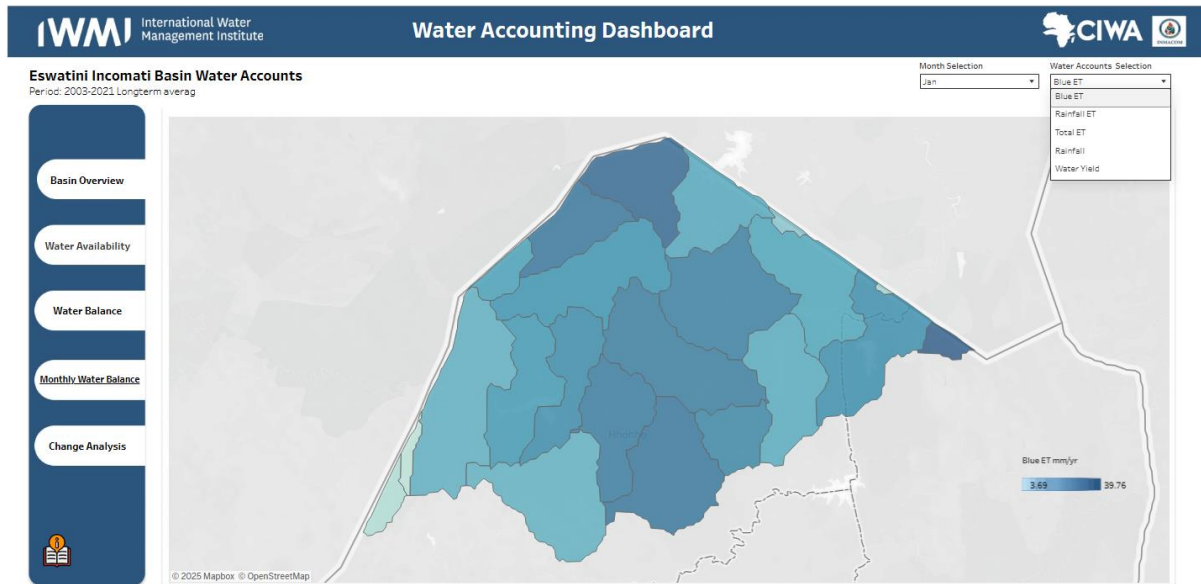 IWMI International Water
Management Institute
Water Accounting Dashboard
CIWA
INMACOM
Eswatini Incomati Basin Water Accounts
Period: 2003-2021 Longterm averag
Month Selection
Jan
Water Accounts Selection
Blue ET
Blue ET
Rainfall ET
Total ET
Rainfall
Water Yield
Basin Overview
Water Availability
Water Balance
Monthly Water Balance
Change Analysis
Blue ET mm/yr
3.69 39.76
© 2025 Mapbox © OpenStreetMap